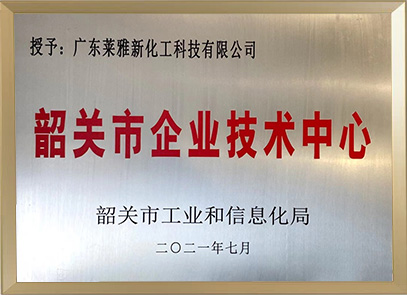 授予：广东莱雅新化工科技有限公司
韶关市企业技术中心
韶关市工业和信息化局
二〇二一年七月